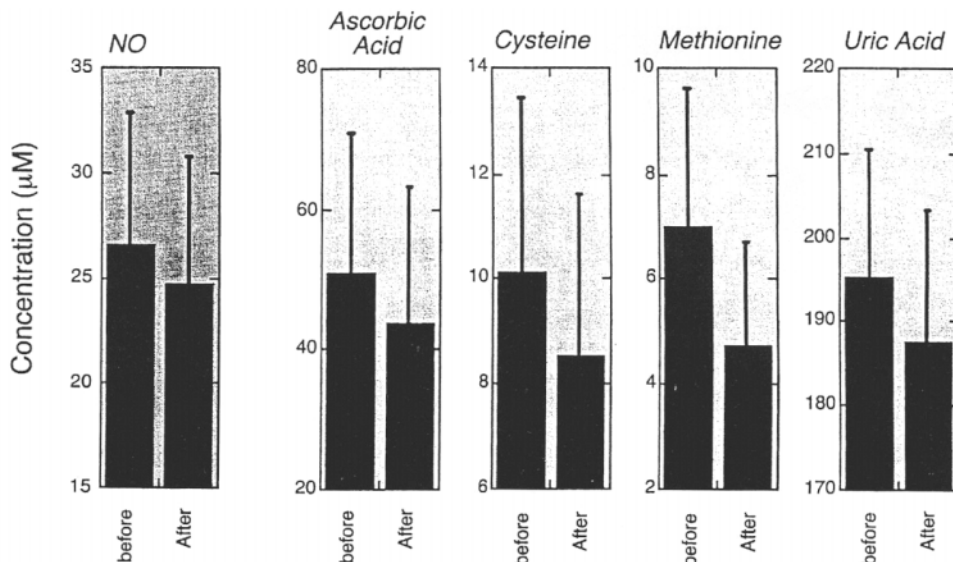 NO
Ascorbic
Acid
Cysteine
Methionine
Uric Acid
Concentration (μM)
35
30
25
20
15
before
After
80
60
40
20
before
After
14
12
10
8
6
before
After
10
8
6
4
2
before
After
220
210
200
190
180
170
before
After